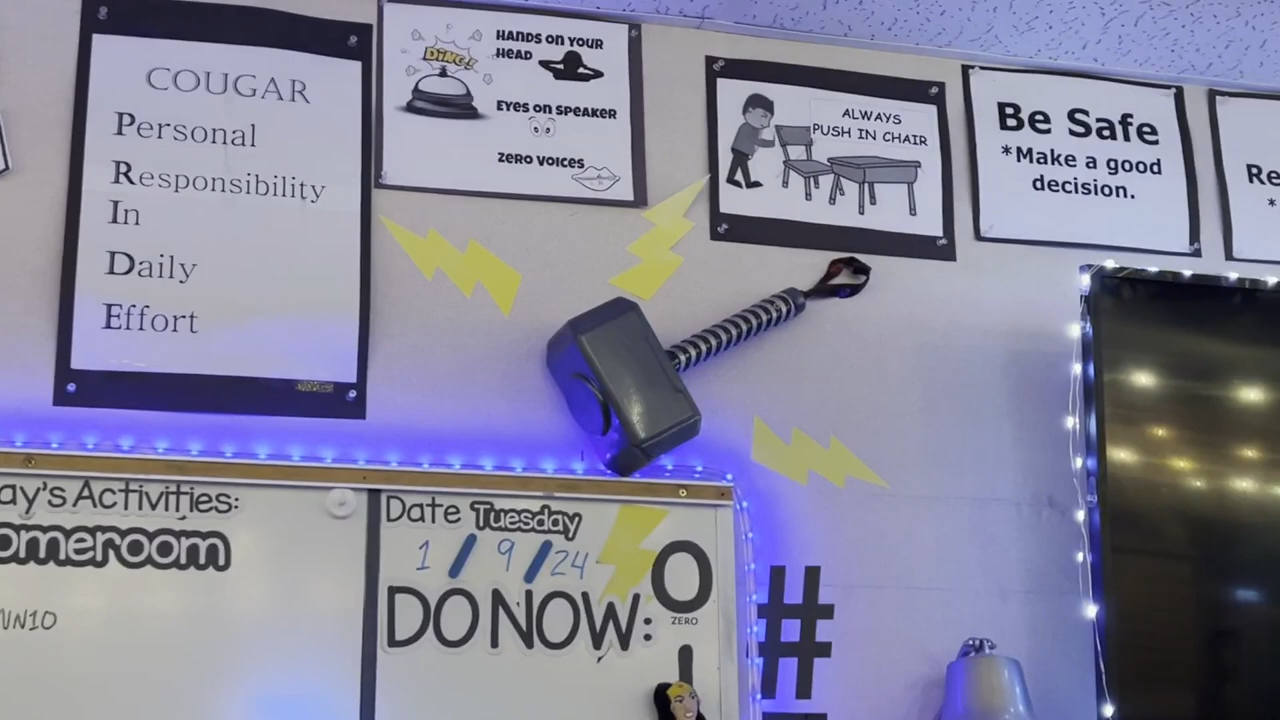 COUGAR
Personal
Responsibility
In
Daily
Effort
DING!
HANDS ON YOUR
HEAD
EYES ON SPEAKER
ZERO VOICES
ALWAYS
PUSH IN CHAIR
Be Safe
*Make a good
decision.
Re
*
ay's Activities:
omeroom
NN10
Date Tuesday
1/9/24
DO NOW:
0
ZERO
#